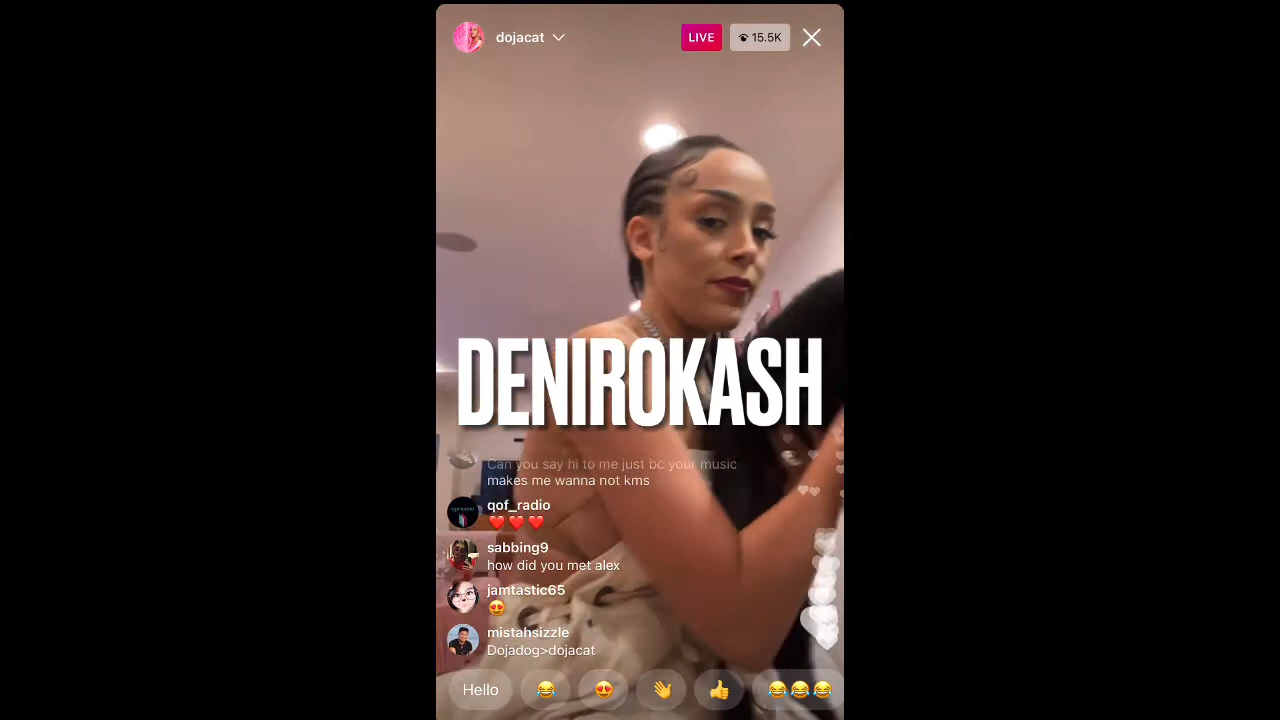 dojacat
LIVE
15.5K
DENIROKASH
Can you say hi to me just bc your music
makes me wanna not kms
qof_radio
❤️❤️❤️
sabbing9
how did you met alex
jamtastic65
😍
mistahsizzle
Dojadog>dojacat
Hello 😂 😍 👋 👍 😂😂😂